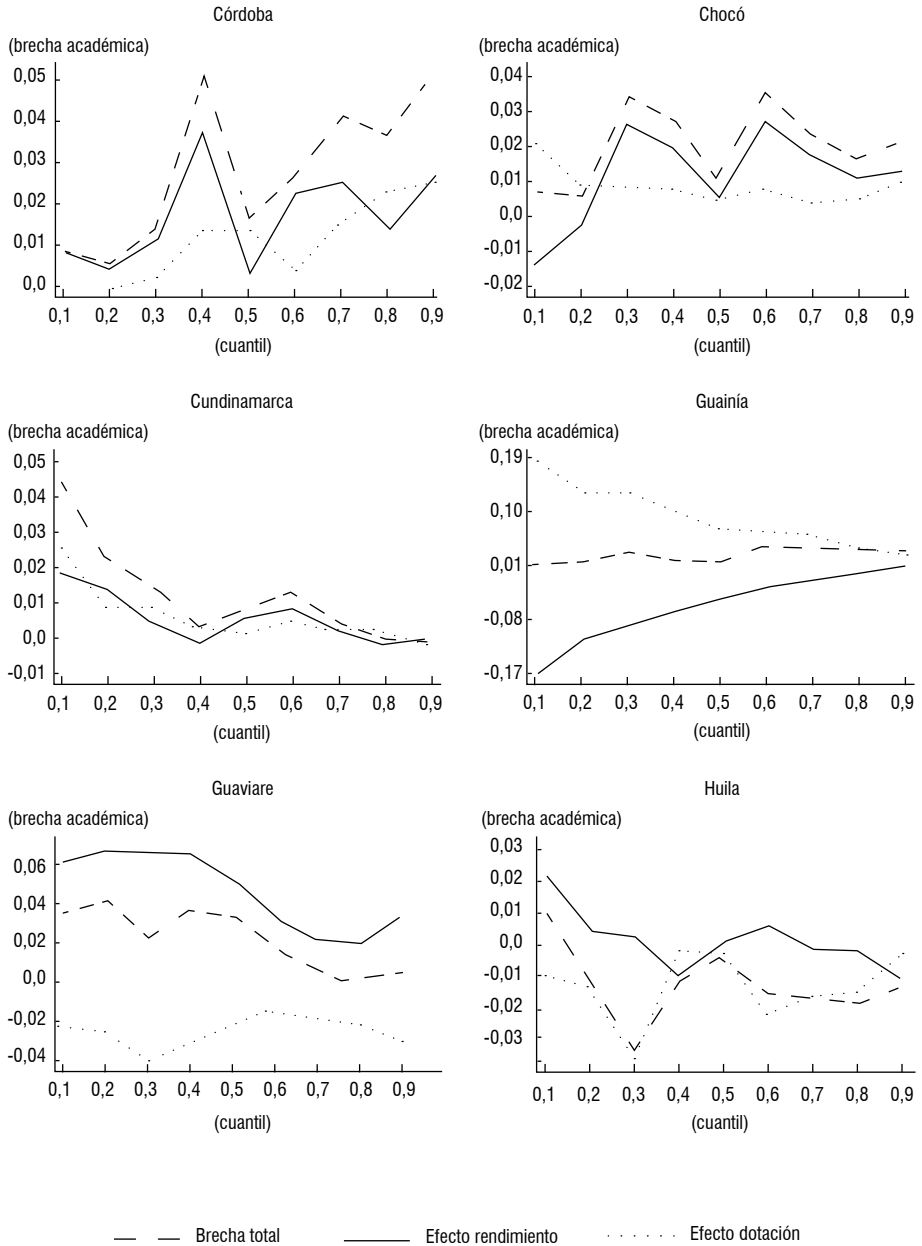 Córdoba
(brecha académica)
0,05
0,04
0,03
0,02
0,01
0,0
0,1 0,2 0,3 0,4 0,5 0,6 0,7 0,8 0,9
(cuantil)
Chocó
(brecha académica)
0,04
0,03
0,02
0,01
0,0
-0,01
-0,02
0,1 0,2 0,3 0,4 0,5 0,6 0,7 0,8 0,9
(cuantil)
Cundinamarca
(brecha académica)
0,05
0,04
0,03
0,02
0,01
0,0
-0,01
0,1 0,2 0,3 0,4 0,5 0,6 0,7 0,8 0,9
(cuantil)
Guainía
(brecha académica)
0,19
0,10
0,01
-0,08
-0,17
0,1 0,2 0,3 0,4 0,5 0,6 0,7 0,8 0,9
(cuantil)
Guaviare
(brecha académica)
0,06
0,04
0,02
0,0
-0,02
-0,04
0,1 0,2 0,3 0,4 0,5 0,6 0,7 0,8 0,9
(cuantil)
Huila
(brecha académica)
0,03
0,02
0,01
0,0
-0,01
-0,02
-0,03
0,1 0,2 0,3 0,4 0,5 0,6 0,7 0,8 0,9
(cuantil)
Brecha total Efecto rendimiento Efecto dotación